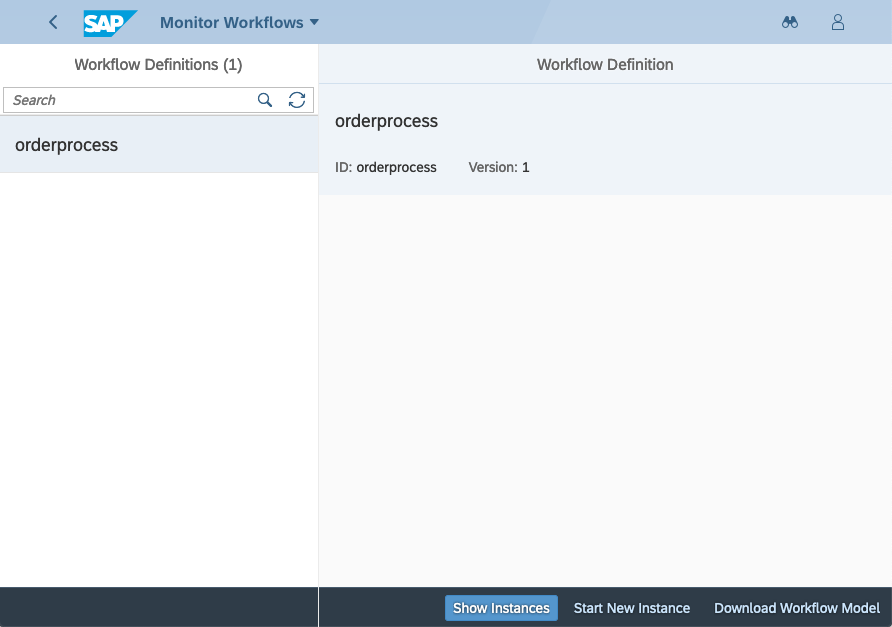 SAP Monitor Workflows
Workflow Definitions (1)
Search
orderprocess
Workflow Definition
orderprocess
ID: orderprocess Version: 1
Show Instances Start New Instance Download Workflow Model